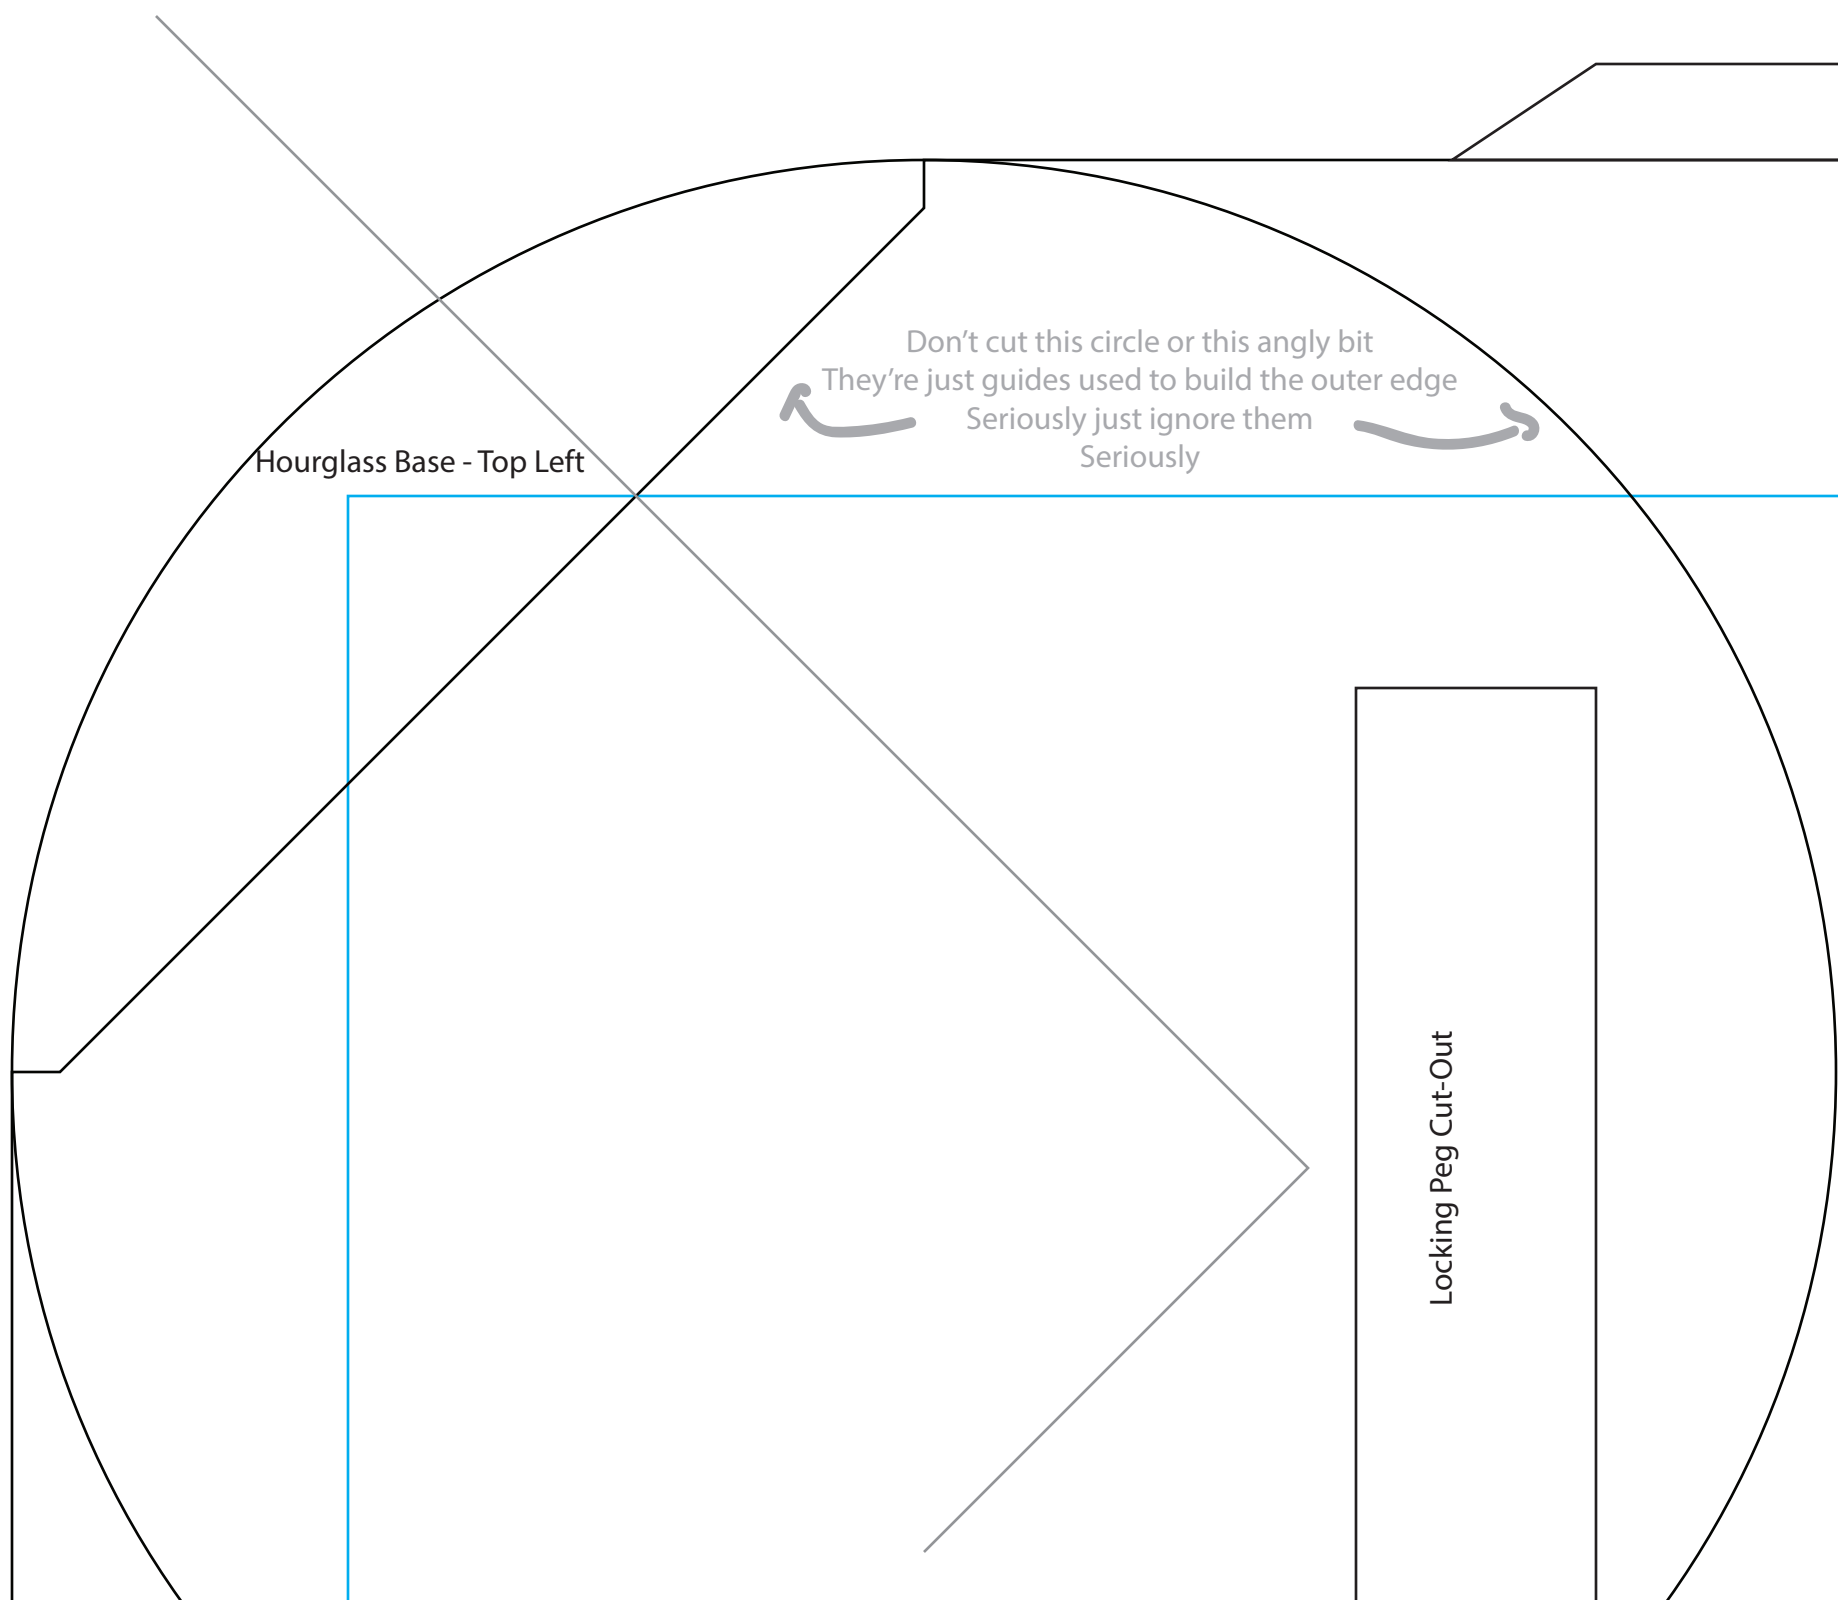 Don't cut this circle or this angly bit
They're just guides used to build the outer edge
Seriously just ignore them
Seriously
Hourglass Base - Top Left
Locking Peg Cut-Out